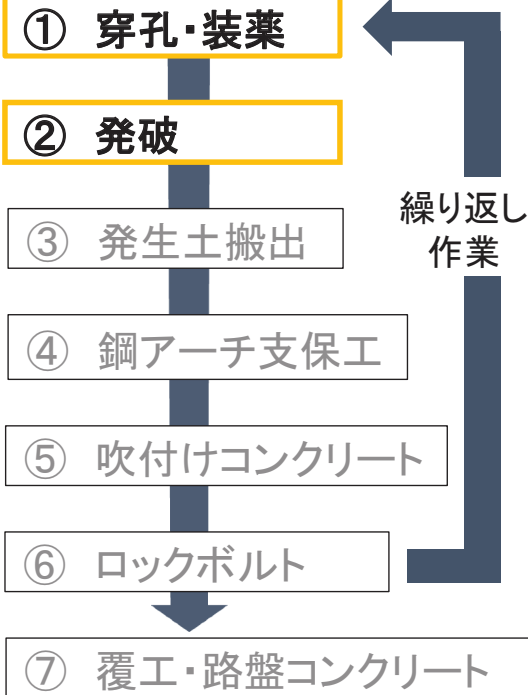 ① 穿孔・装薬
② 発破
繰り返し
作業
③ 発生土搬出
④ 鋼アーチ支保工
⑤ 吹付けコンクリート
⑥ ロックボルト
⑦ 覆工・路盤コンクリート